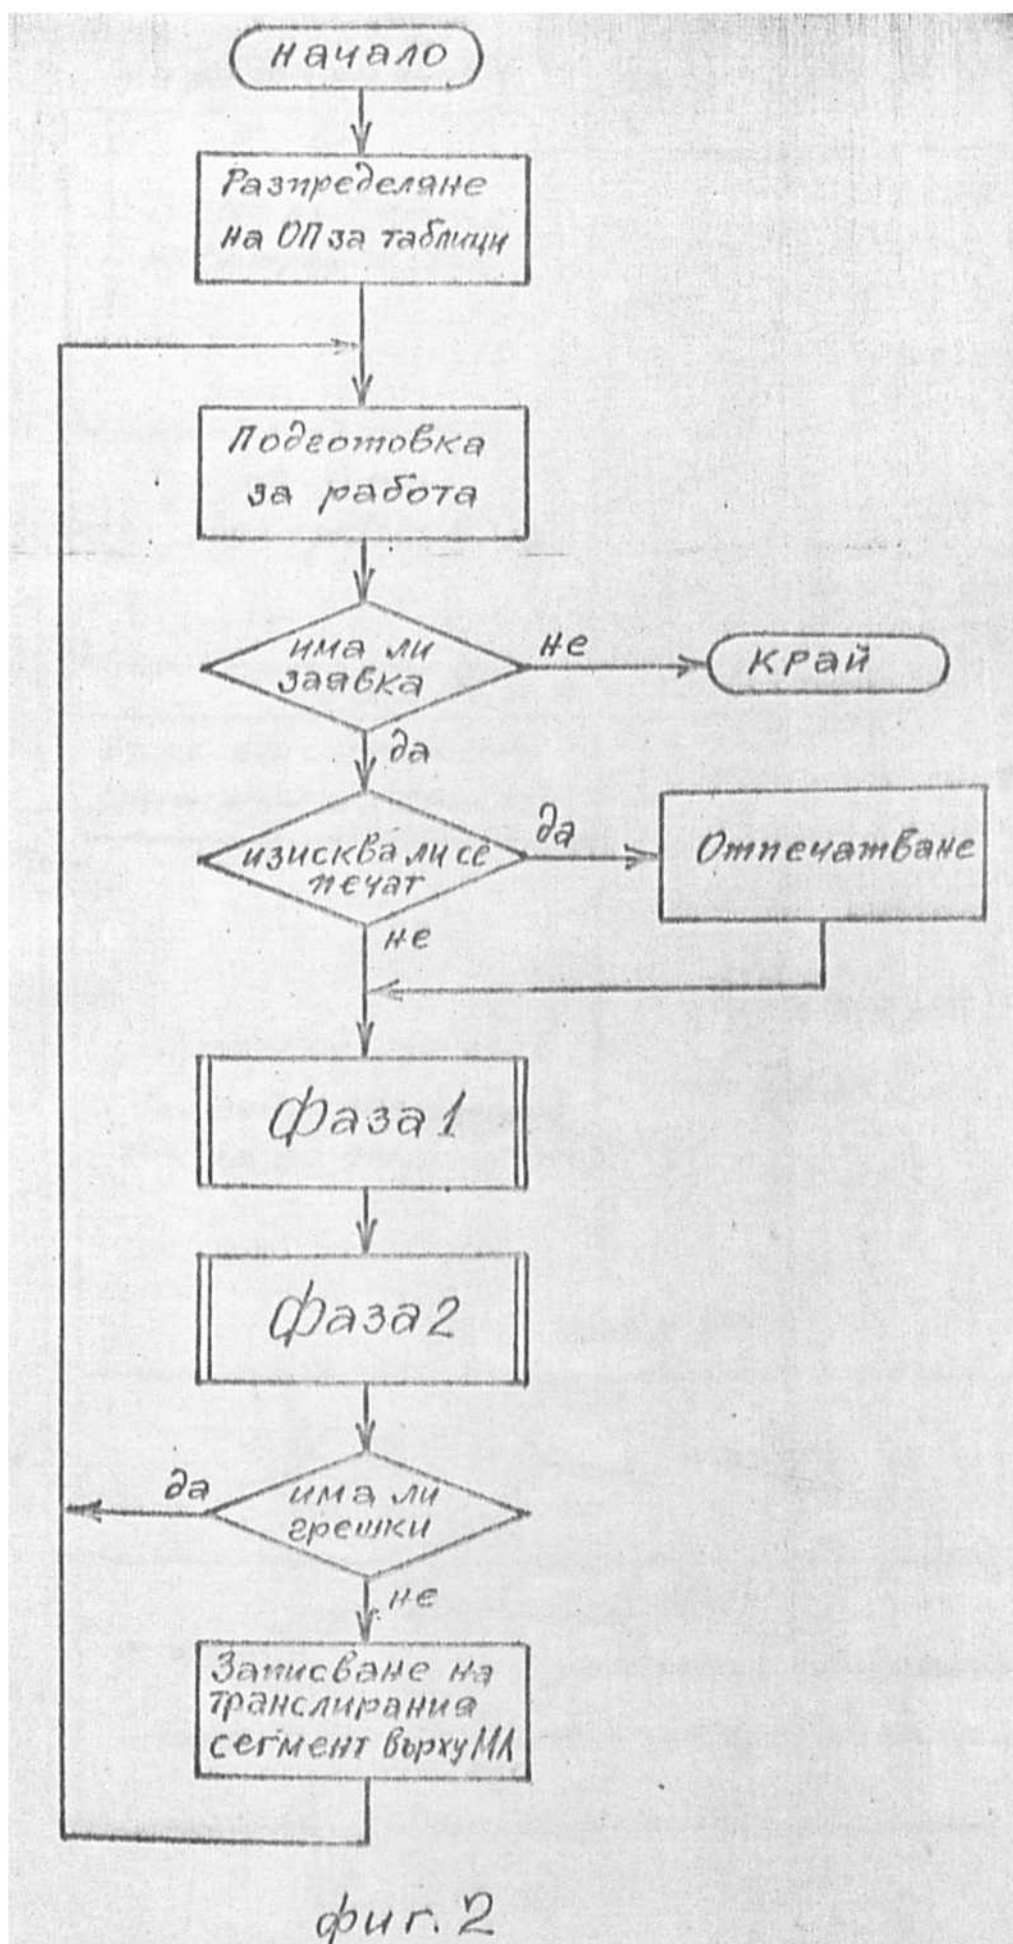 Начало
Разпределяне
на ОП за таблици
Подготовка
за работа
има ли
заявка
не
край
да
изисква ли се
печат
да
Отпечатване
не
Фаза 1
Фаза 2
има ли
грешки
да
не
Записване на
транслирания
сегмент върху МЛ
фиг. 2